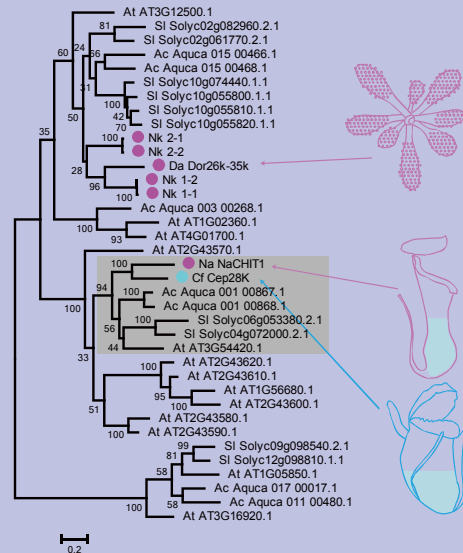 At AT3G12500.1
81
Sl Solyc02g082960.2.1
Sl Solyc02g061770.2.1
24
60
66
Ac Aquca 015 00466.1
Ac Aquca 015 00468.1
31
Sl Solyc10g074440.1.1
100
Sl Solyc10g055800.1.1
50
42
Sl Solyc10g055810.1.1
70
Sl Solyc10g055820.1.1
35
100
Nk 2-1
Nk 2-2
28
Da Dor26k-35k
96
Nk 1-2
100
Nk 1-1
Ac Aquca 003 00268.1
100
At AT1G02360.1
93
At AT4G01700.1
At AT2G43570.1
100
Na NaCHIT1
Cf Cep28K
94
100
Ac Aquca 001 00867.1
Ac Aquca 001 00868.1
56
100
Sl Solyc06g053380.2.1
Sl Solyc04g072000.2.1
44
At AT3G54420.1
33
At AT2G43620.1
100
At AT2G43610.1
95
At AT1G56680.1
100
At AT2G43600.1
51
At AT2G43580.1
100
At AT2G43590.1
99
Sl Solyc09g098540.2.1
81
Sl Solyc12g098810.1.1
58
At AT1G05850.1
Ac Aquca 017 00017.1
58
Ac Aquca 011 00480.1
100
At AT3G16920.1
0.2